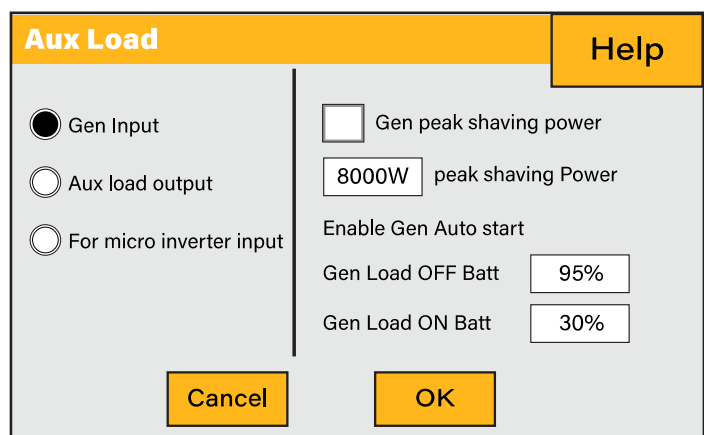 Aux Load
Help
Gen Input
Aux load output
For micro inverter input
Gen peak shaving power
8000W peak shaving Power
Enable Gen Auto start
Gen Load OFF Batt 95%
Gen Load ON Batt 30%
Cancel
OK